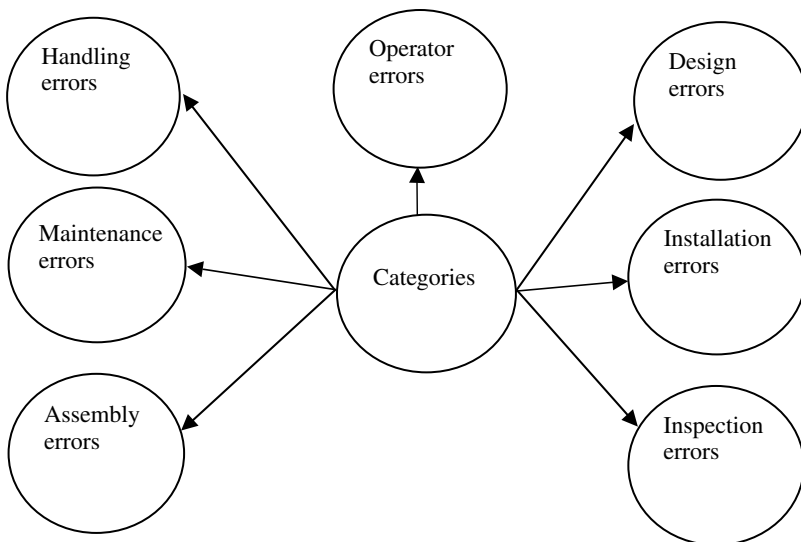 Handling
errors
Operator
errors
Design
errors
Maintenance
errors
Categories
Installation
errors
Assembly
errors
Inspection
errors